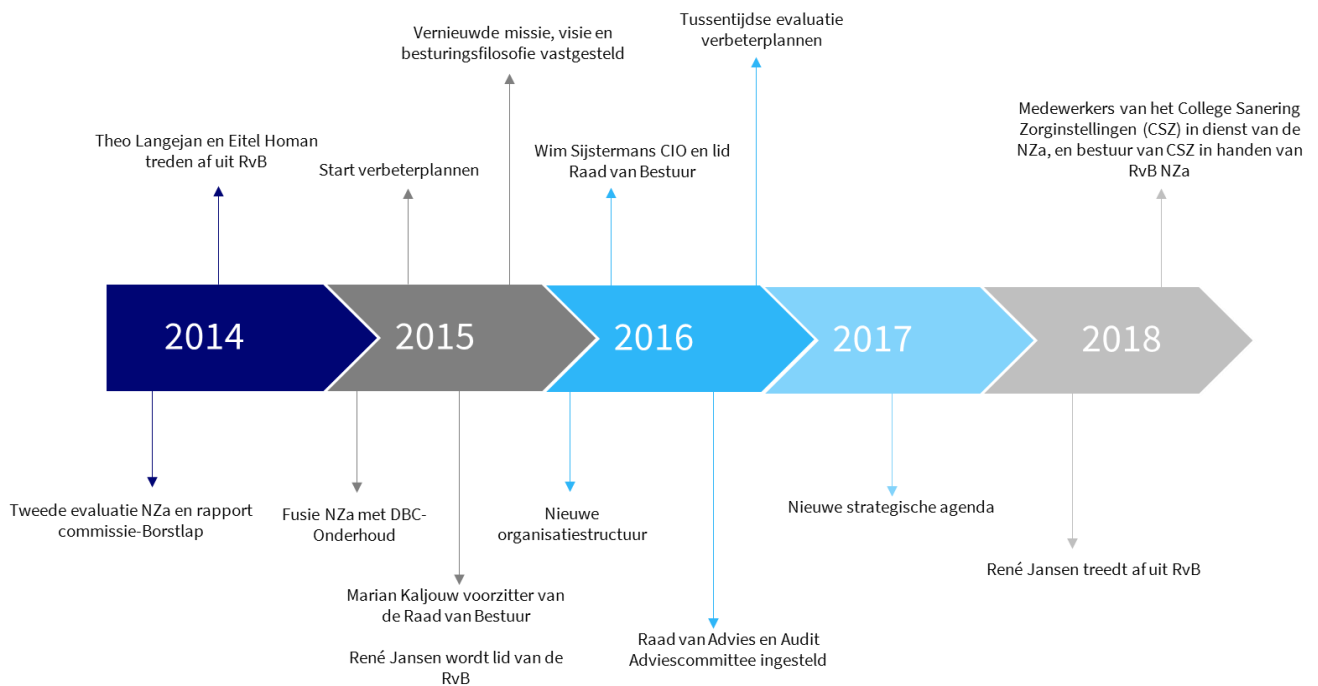 Tussentijdse evaluatie
verbeterplannen
Vernieuwde missie, visie en
besturingsfilosofie vastgesteld
Medewerkers van het College Sanering
Zorginstellingen (CSZ) in dienst van de
NZa, en bestuur van CSZ in handen van
RvB NZa
Theo Langejan en Eitel Homan
treden af uit RvB
Start verbeterplannen
Wim Sijstermans CIO en lid
Raad van Bestuur
2014
2015
2016
2017
2018
Tweede evaluatie NZa en rapport
commissie-Borstlap
Fusie NZa met DBC-
Onderhoud
Nieuwe
organisatiestructuur
Nieuwe strategische agenda
René Jansen treedt af uit RvB
Marian Kaljouw voorzitter van
de Raad van Bestuur
René Jansen wordt lid van de
RvB
Raad van Advies en Audit
Adviescommittee ingesteld